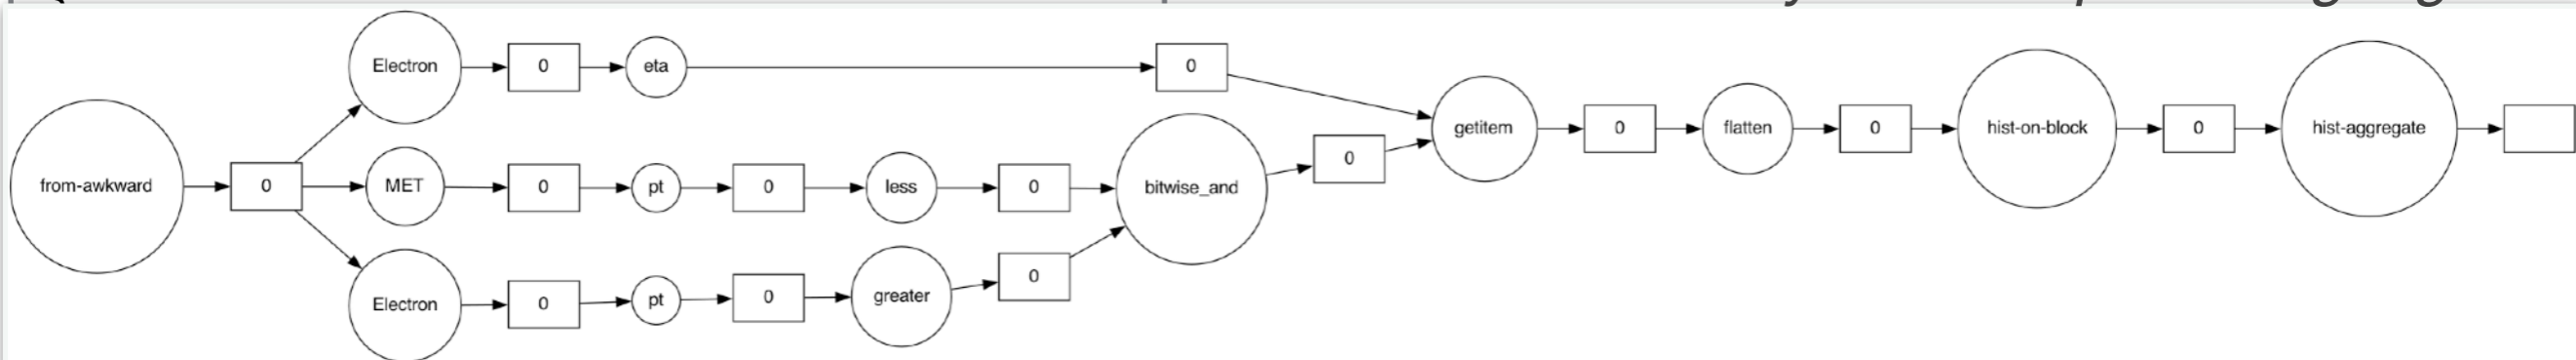 Electron 0 eta 0
getitem 0 flatten 0 hist-on-block 0 hist-aggregate
0
from-awkward 0 MET 0 pt 0 less 0 bitwise_and
0
Electron 0 pt 0 greater